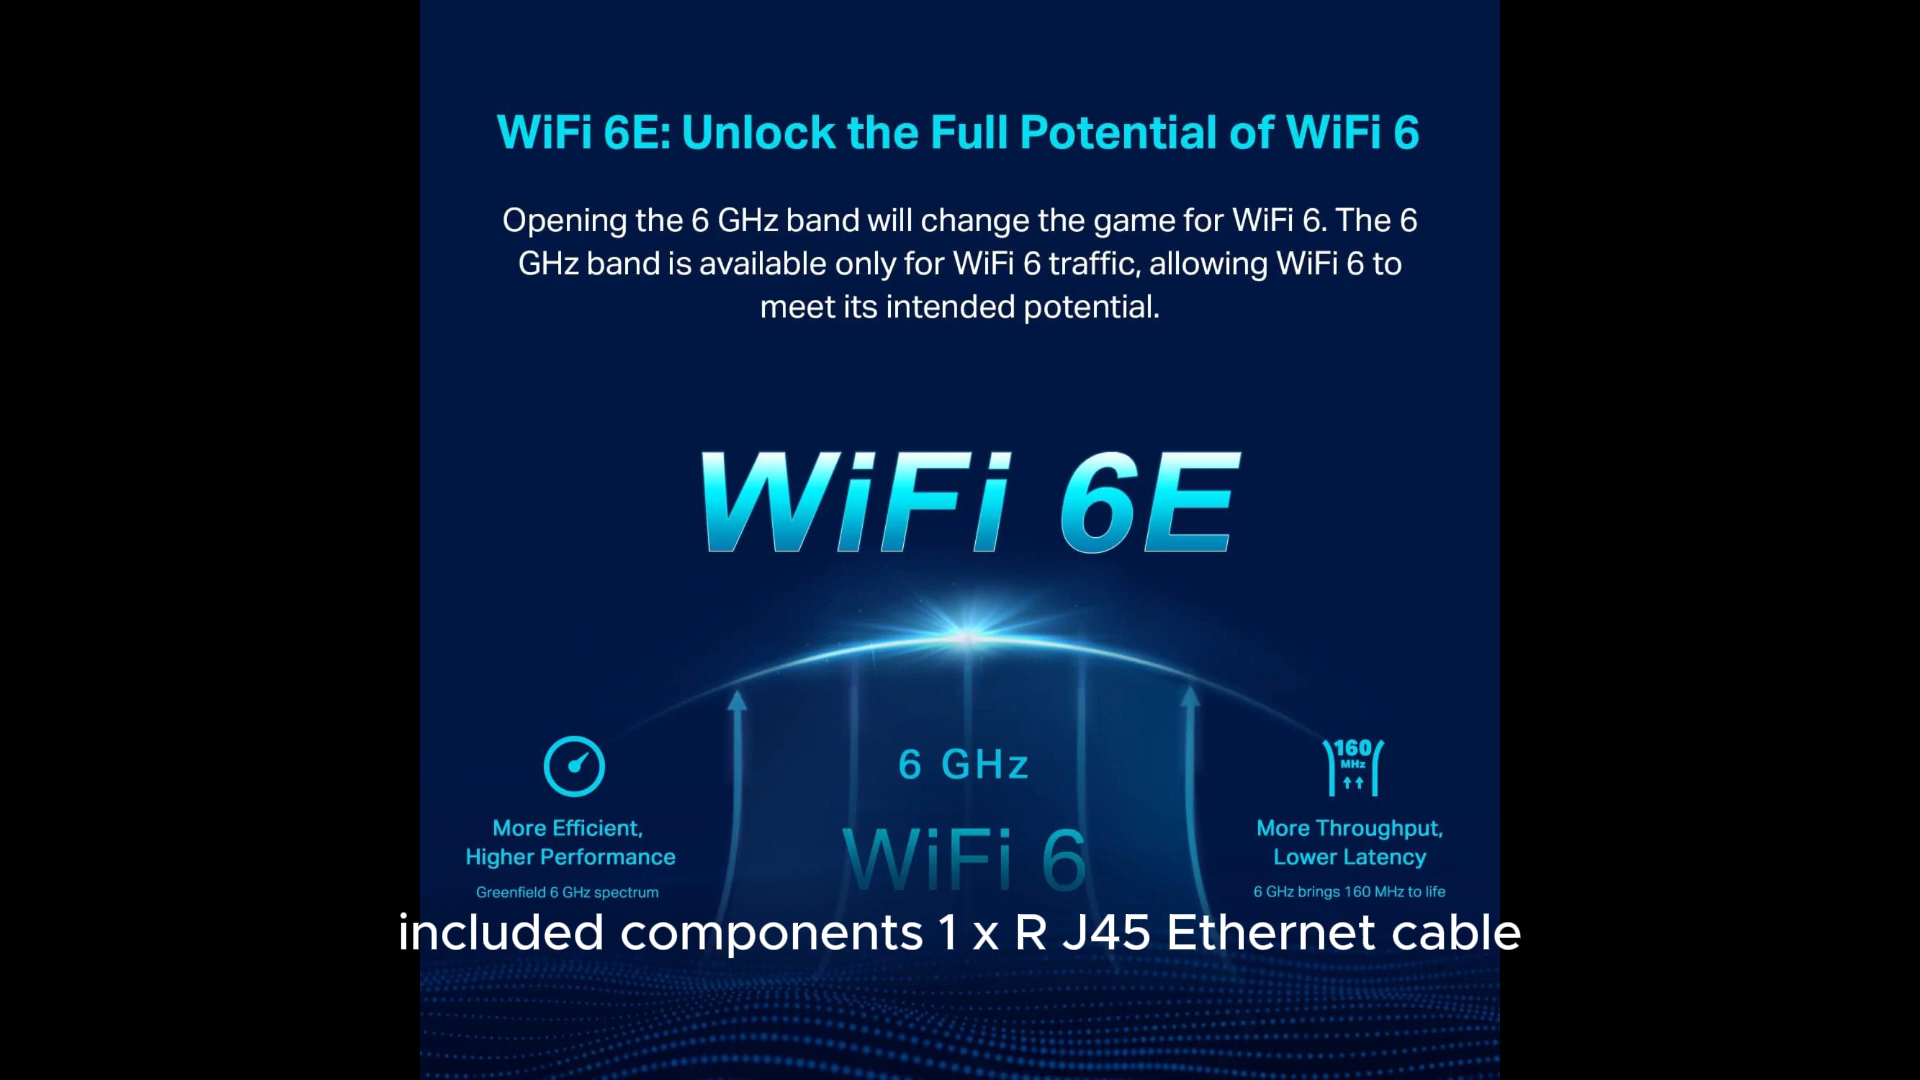 WiFi 6E: Unlock the Full Potential of WiFi 6
Opening the 6 GHz band will change the game for WiFi 6. The 6
GHz band is available only for WiFi 6 traffic, allowing WiFi 6 to
meet its intended potential.
WiFi 6E
6 GHz
WiFi 6
More Efficient,
Higher Performance
Greenfield 6 GHz spectrum
160
MHz
More Throughput,
Lower Latency
6 GHz brings 160 MHz to life
included components 1 x R J45 Ethernet cable